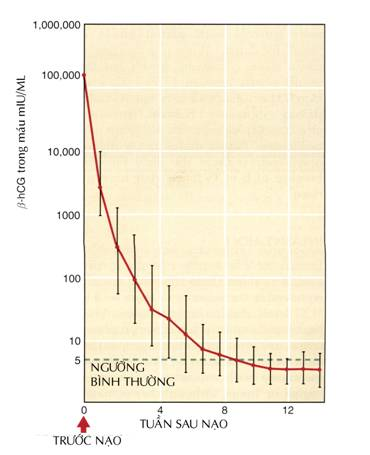 1,000,000
100,000
10,000
1000
100
10
5
β-hCG trong máu mIU/ML
NGƯỠNG
BÌNH THƯỜNG
0 4 8 12
TUẦN SAU NẠO
TRƯỚC NẠO